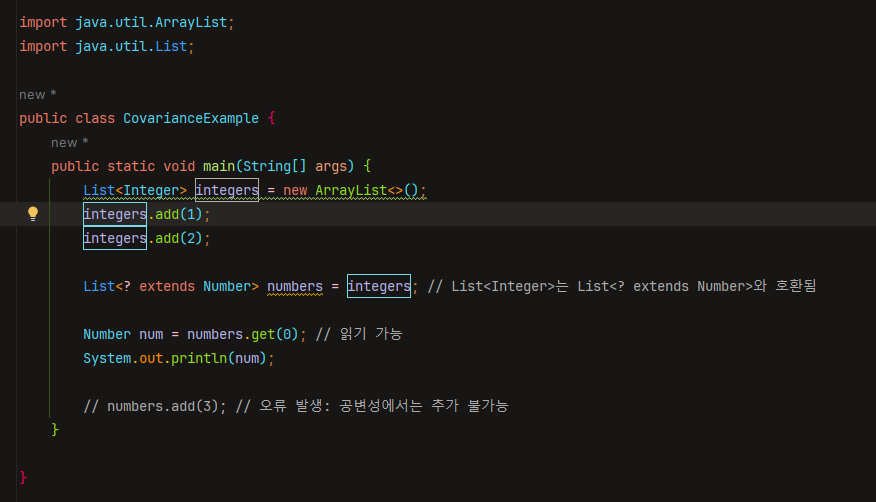 import java.util.ArrayList;
import java.util.List;
new *
public class CovarianceExample {
new *
public static void main(String[] args) {
List<Integer> integers = new ArrayList<>();
integers.add(1);
integers.add(2);
List<? extends Number> numbers = integers; // List<Integer>는 List<? extends Number>와 호환됨
Number num = numbers.get(0); // 읽기 가능
System.out.println(num);
// numbers.add(3); // 오류 발생: 공변성에서는 추가 불가능
}
}